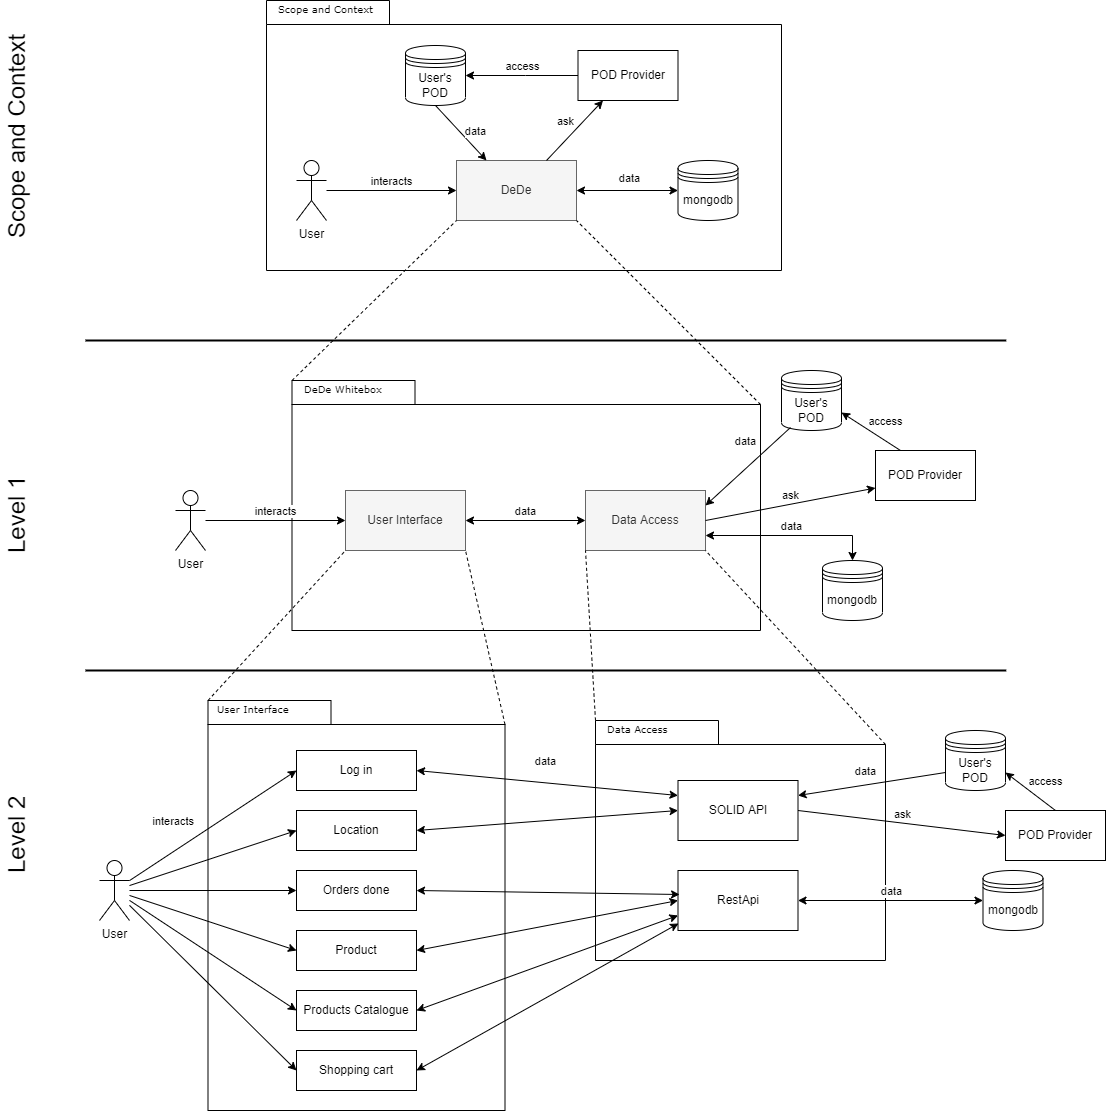 Scope and Context
Scope and Context
User's
POD
access
POD Provider
data
ask
interacts
DeDe
data
mongodb
User
Level 1
DeDe Whitebox
User's
POD
access
data
POD Provider
ask
interacts
User Interface
data
Data Access
data
User
mongodb
Level 2
User Interface
Data Access
Log in
data
User's
POD
data
access
SOLID API
ask
POD Provider
interacts
Location
Orders done
RestApi
data
mongodb
User
Product
Products Catalogue
Shopping cart